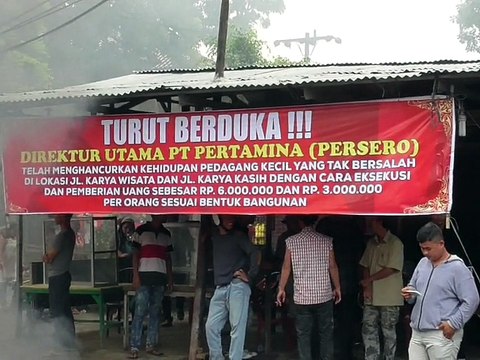 TURUT BERDUKA !!!
DIREKTUR UTAMA PT PERTAMINA (PERSERO)
TELAH MENGHANCURKAN KEHIDUPAN PEDAGANG KECIL YANG TAK BERSALAH
DI LOKASI JL. KARYA WISATA DAN JL. KARYA KASIH DENGAN CARA EKSEKUSI
DAN PEMBERIAN UANG SEBESAR RP. 6.000.000 DAN RP. 3.000.000
PER ORANG SESUAI BENTUK BANGUNAN